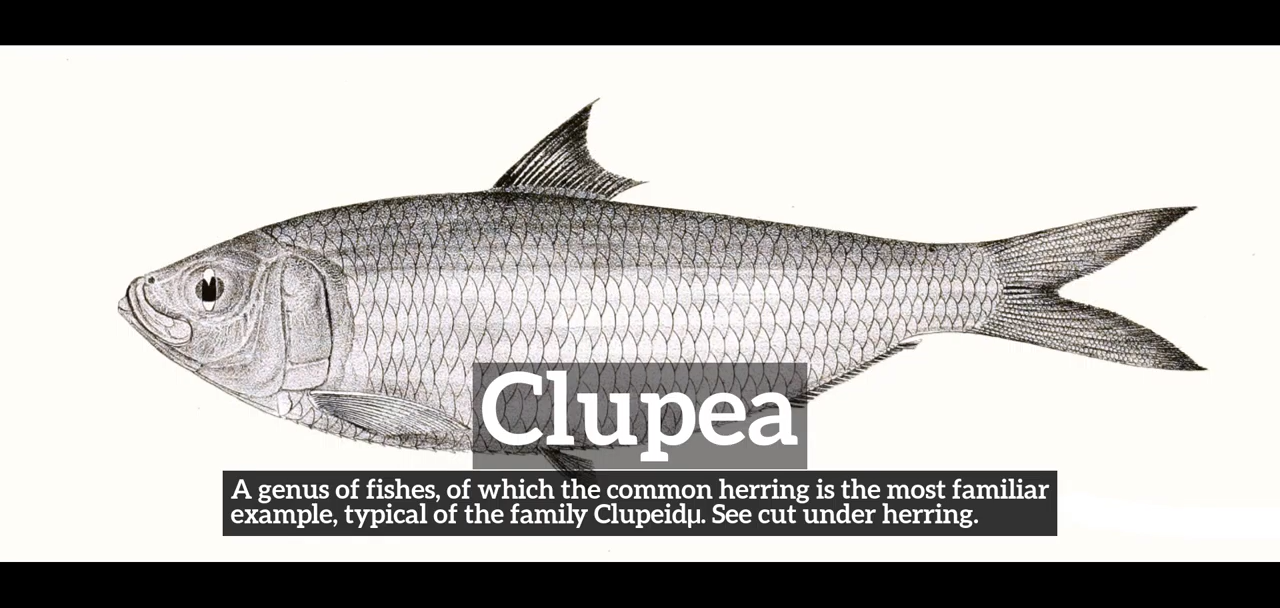 Clupea
A genus of fishes, of which the common herring is the most familiar
example, typical of the family Clupeidµ. See cut under herring.